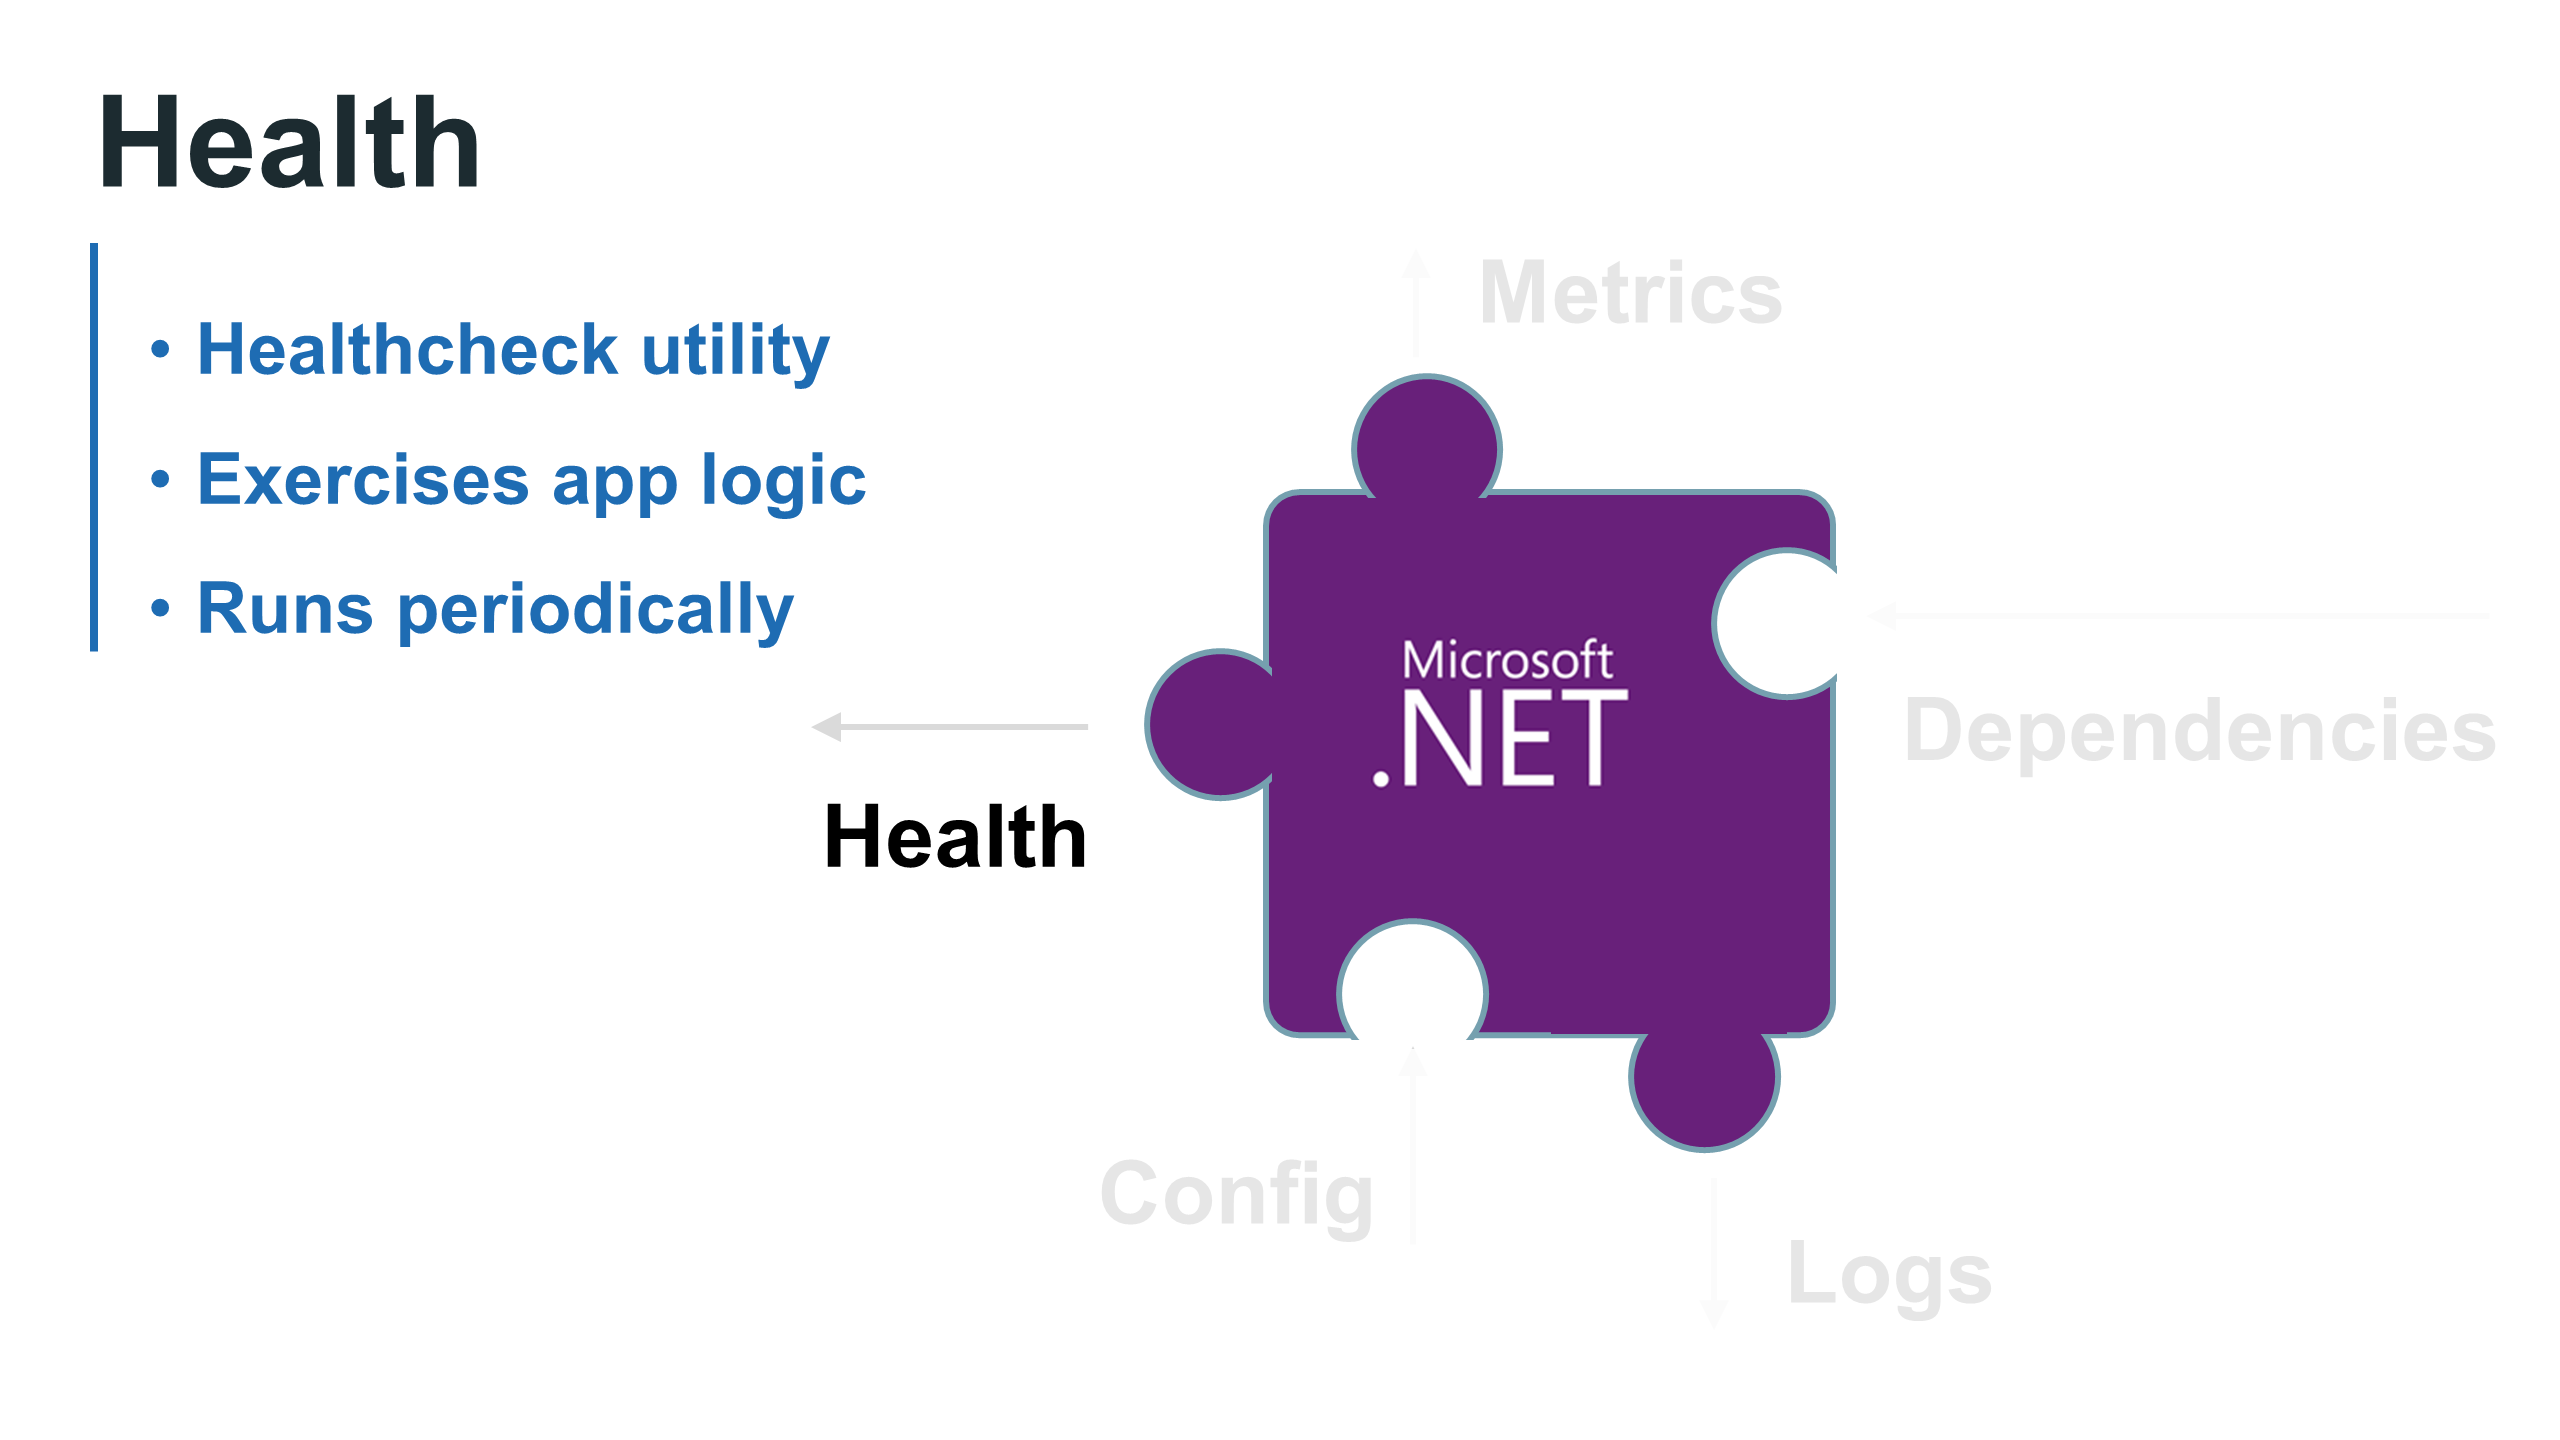 Health
• Healthcheck utility
• Exercises app logic
• Runs periodically
Metrics
Microsoft
.NET
Dependencies
Health
Config
Logs